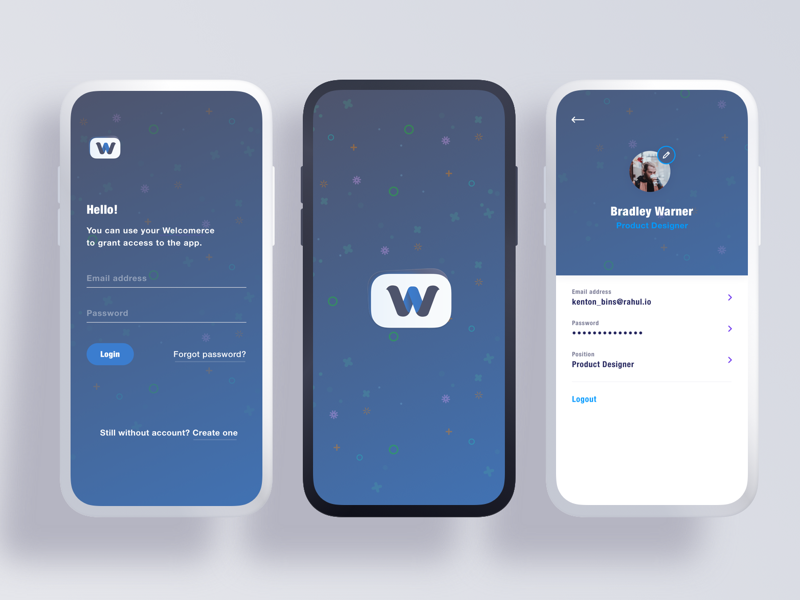 W
Hello!
You can use your Welcomerce
to grant access to the app.
Email address
Password
Login
Forgot password?
Still without account? Create one
W
Bradley Warner
Product Designer
Email address
kenton_bins@rahul.io
Password
••••••••••••••
Position
Product Designer
Logout